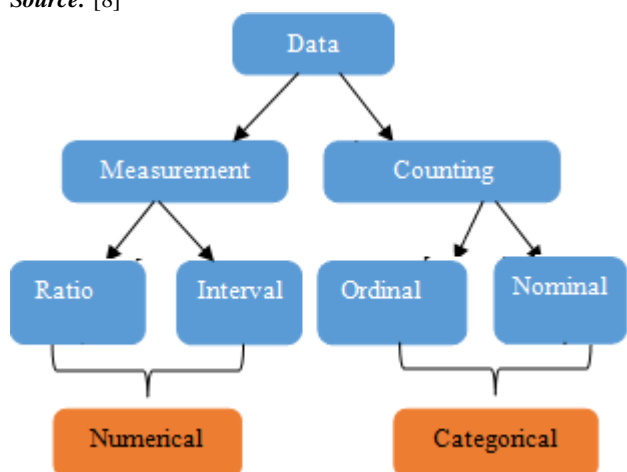 Source: [8]
Data
Measurement
Counting
Ratio
Interval
Ordinal
Nominal
Numerical
Categorical